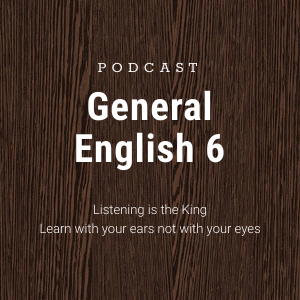 PODCAST
General
English 6
Listening is the King
Learn with your ears not with your eyes